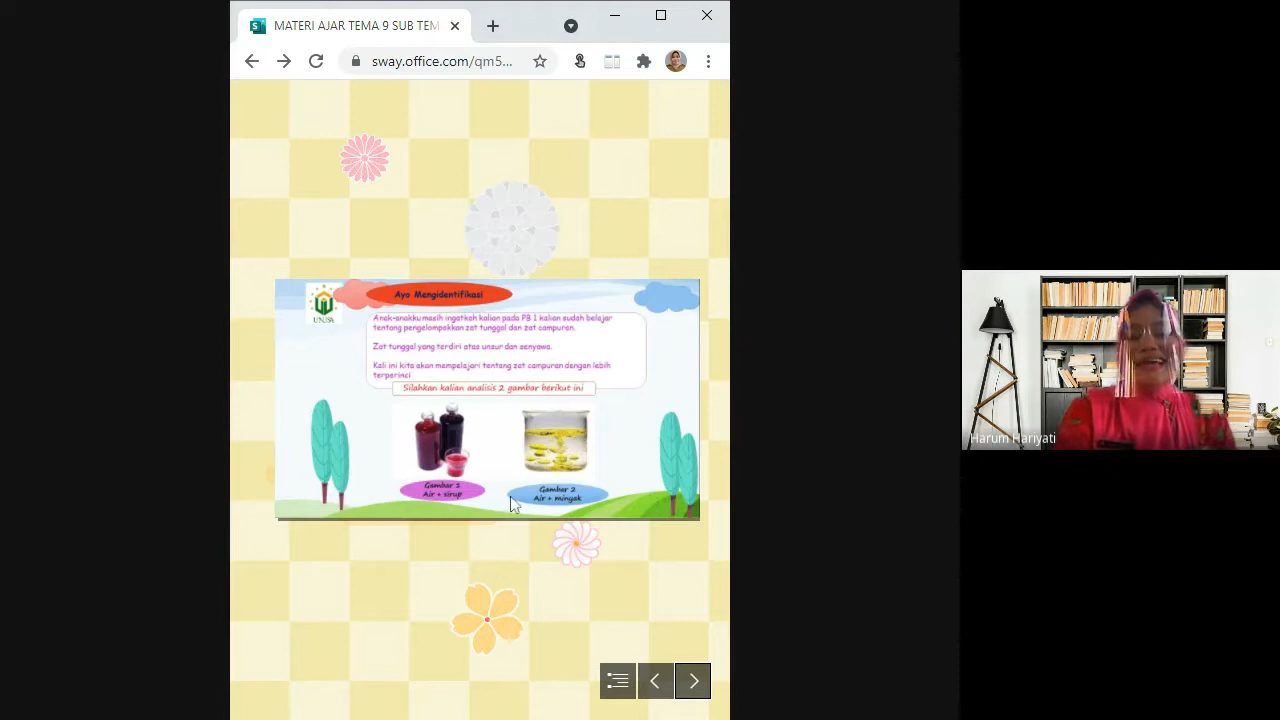 MATERI AJAR TEMA 9 SUB TEM
sway.office.com/qm5...
UNUSA
Ayo Mengidentifikasi
Anak-anakku masih ingatkah kalian pada PB 1 kalian sudah belajar
tentang pengelompokkan zat tunggal dan zat campuran.
Zat tunggal yang terdiri atas unsur dan senyawa.
Kali ini kita akan mempelajari tentang zat campuran dengan lebih
terperinci
Silahkan kalian analisis 2 gambar berikut ini
Gambar 1
Air + sirup
Gambar 2
Air + minyak
Harum Hariyati